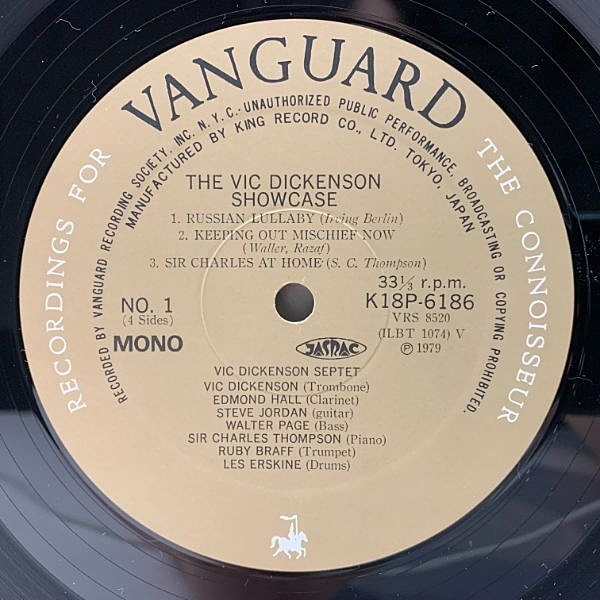 VANGUARD
RECORDINGS FOR THE CONNOISSEUR
RECORDED BY VANGUARD RECORDING SOCIETY, INC. N.Y.C.·UNAUTHORIZED PUBLIC PERFORMANCE, BROADCASTING OR COPYING PROHIBITED.
MANUFACTURED BY KING RECORD CO., LTD. TOKYO, JAPAN
THE VIC DICKENSON
SHOWCASE
1. RUSSIAN LULLABY (Irving Berlin)
2. KEEPING OUT MISCHIEF NOW
(Waller, Razaf)
3. SIR CHARLES AT HOME (S. C. Thompson)
NO. 1
(4 Sides)
MONO
33⅓ r.p.m.
K18P-6186
VRS 8520
(ILBT 1074) V
Ⓟ 1979
JASRAC
VIC DICKENSON SEPTET
VIC DICKENSON (Trombone)
EDMOND HALL (Clarinet)
STEVE JORDAN (guitar)
WALTER PAGE (Bass)
SIR CHARLES THOMPSON (Piano)
RUBY BRAFF (Trumpet)
LES ERSKINE (Drums)